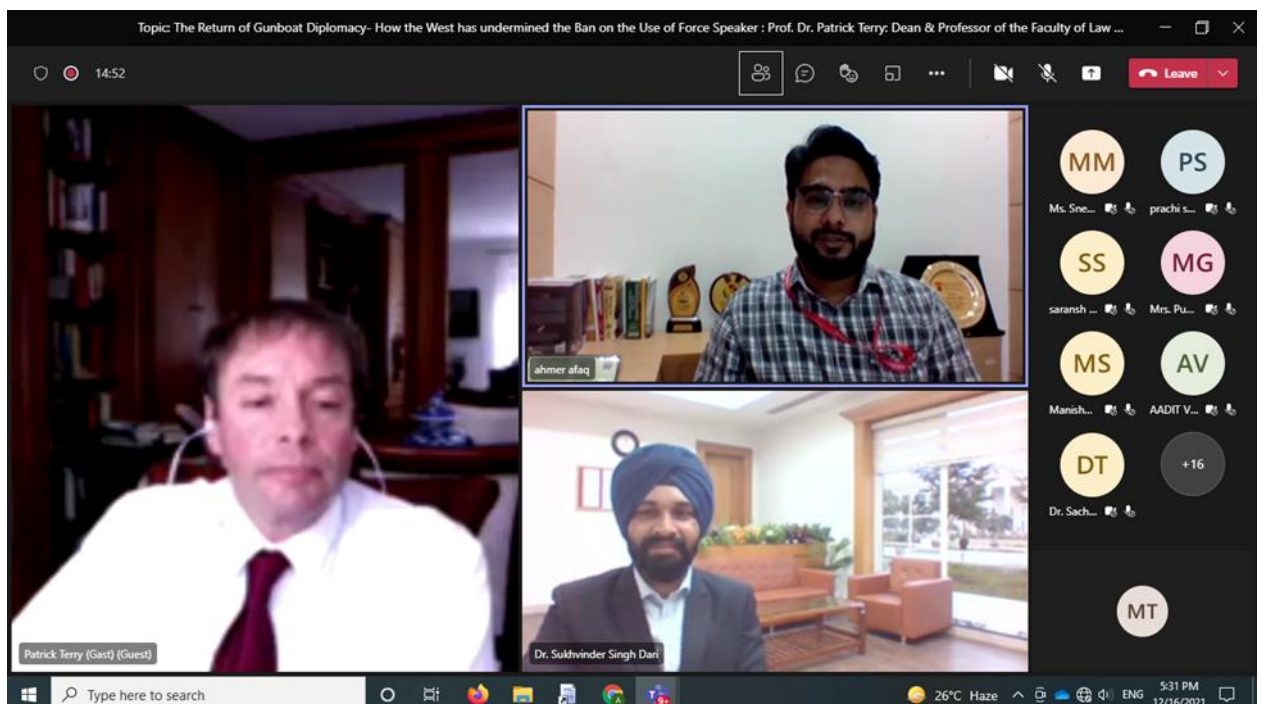 Topic: The Return of Gunboat Diplomacy- How the West has undermined the Ban on the Use of Force Speaker : Prof. Dr. Patrick Terry: Dean & Professor of the Faculty of Law ...
14:52
Leave
ahmer afaq
Patrick Terry (Gast) (Guest)
Dr. Sukhvinder Singh Dari
MM
PS
Ms. Sne...
prachi s...
SS
MG
saransh ...
Mrs. Pu...
MS
AV
Manish...
AADIT V...
DT
+16
Dr. Sach...
MT
Type here to search
26°C Haze
ENG
5:31 PM
12/16/2021